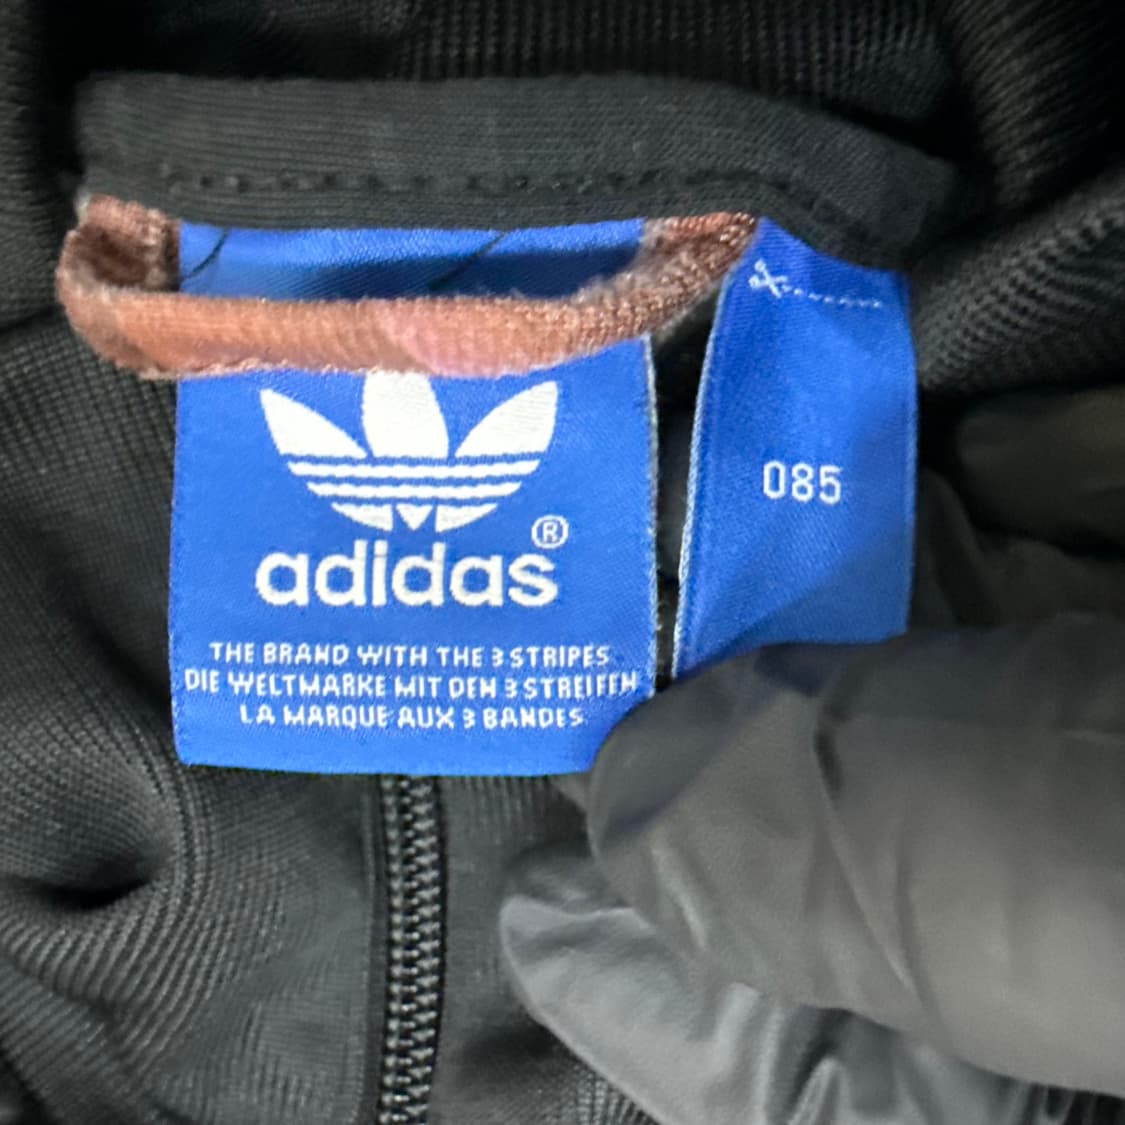 adidas®
THE BRAND WITH THE 3 STRIPES
DIE WELTMARKE MIT DEN 3 STREIFEN
LA MARQUE AUX 3 BANDES
085